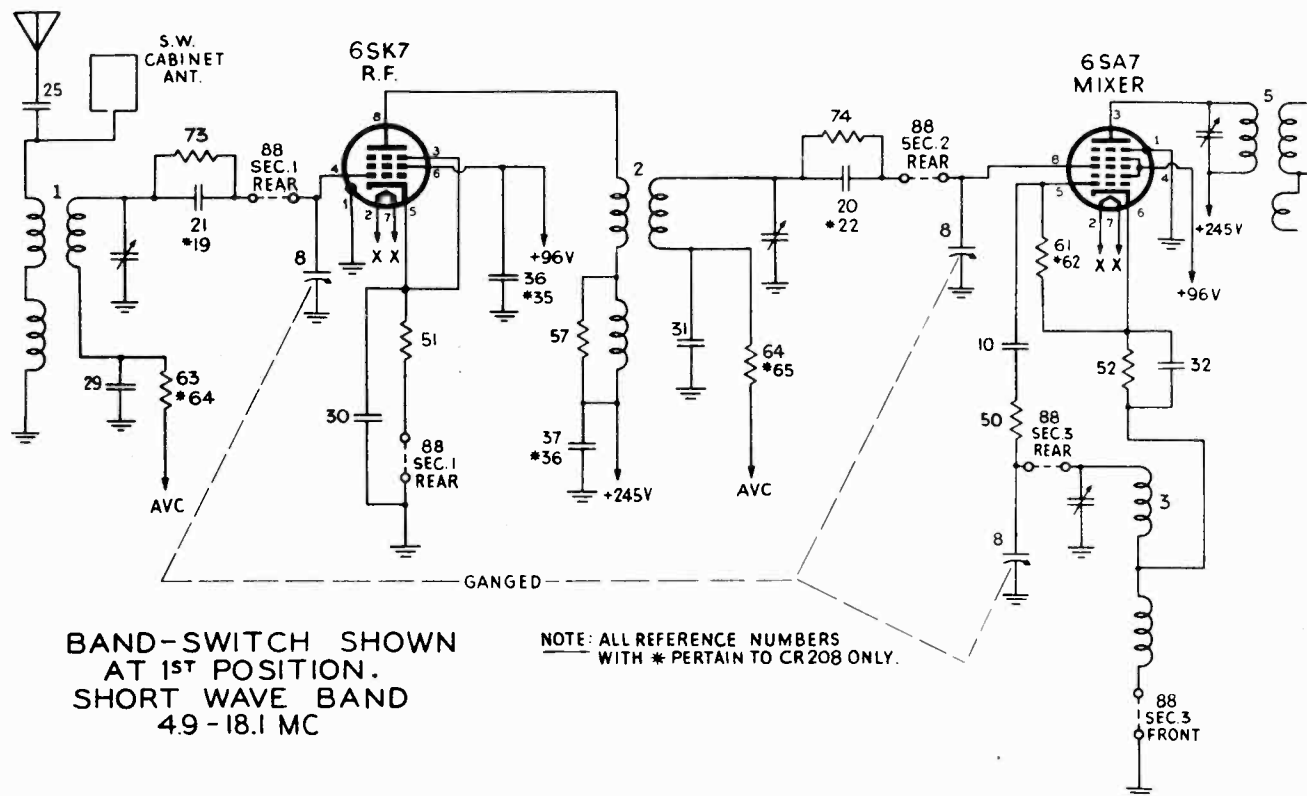 S.W.
CABINET
ANT.
25
6SK7
R.F.
8
3
6
4
1
2
7
5
X X
73
88
SEC.1
REAR
21
*19
1
8
29
63
*64
AVC
30
51
88
SEC.1
REAR
36
*35
+96V
57
37
*36
+245V
2
31
64
*65
AVC
74
88
SEC.2
REAR
20
*22
8
6SA7
MIXER
3
1
8
5
4
2
7
6
X X
61
*62
10
50
52
32
88
SEC.3
REAR
8
3
88
SEC.3
FRONT
5
+245V
+96V
GANGED
BAND-SWITCH SHOWN
AT 1ST POSITION.
SHORT WAVE BAND
4.9-18.1 MC
NOTE: ALL REFERENCE NUMBERS
WITH * PERTAIN TO CR208 ONLY.